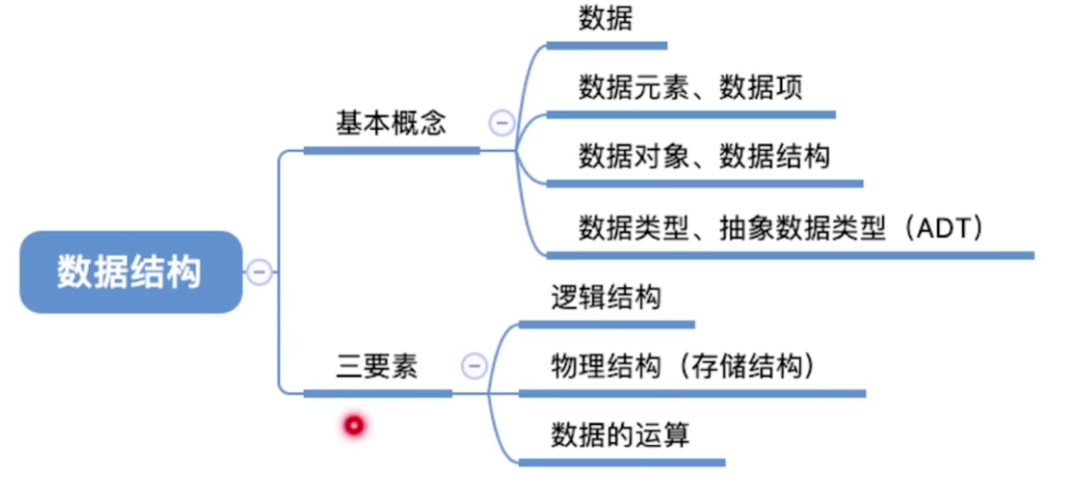 数据结构
基本概念
数据
数据元素、数据项
数据对象、数据结构
数据类型、抽象数据类型（ADT）
三要素
逻辑结构
物理结构（存储结构）
数据的运算